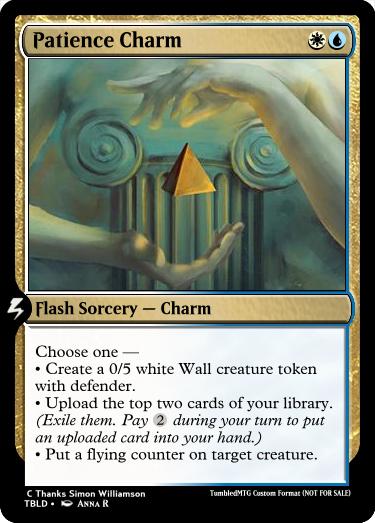 Patience Charm
Flash Sorcery — Charm
Choose one —
• Create a 0/5 white Wall creature token
with defender.
• Upload the top two cards of your library.
(Exile them. Pay 2 during your turn to put
an uploaded card into your hand.)
• Put a flying counter on target creature.
C Thanks Simon Williamson
TumbledMTG Custom Format (NOT FOR SALE)
TBLD • Anna R